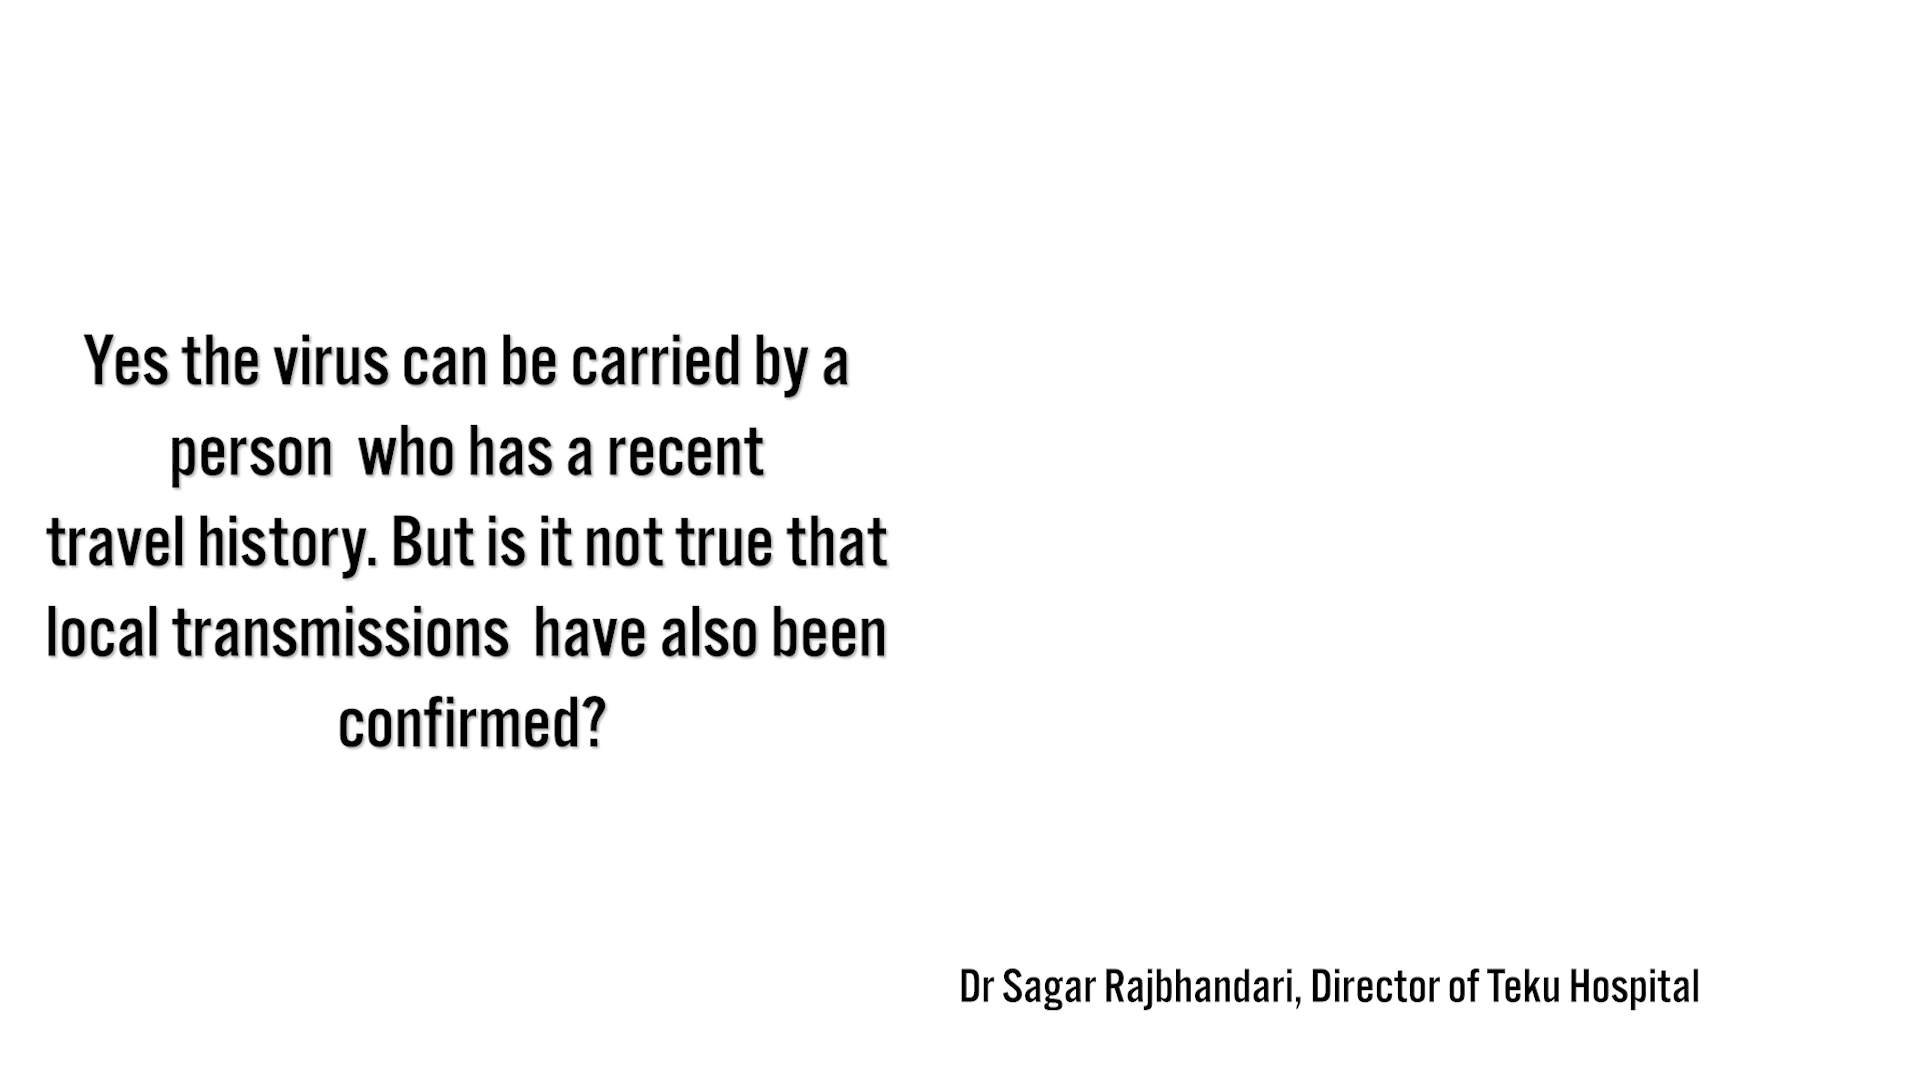 Yes the virus can be carried by a
person  who has a recent
travel history. But is it not true that
local transmissions  have also been
confirmed?
Dr Sagar Rajbhandari, Director of Teku Hospital